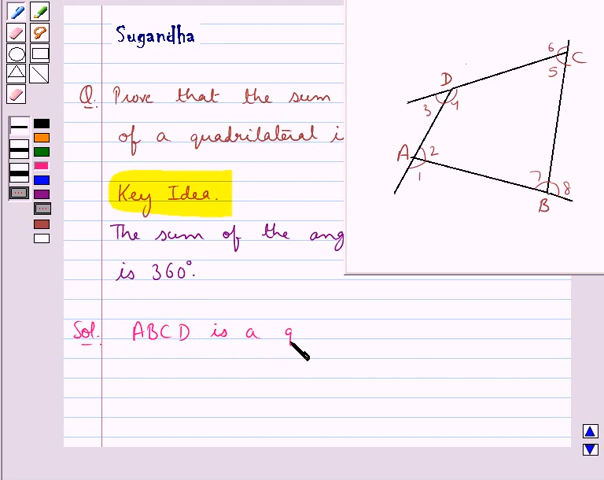 Sugandha
Q. Prove that the sum
of a quadrilateral i
Key Idea.
The sum of the ang
is 360°.
Sol. ABCD is a q
6
C
5
D
3 4
A 2
1
7 8
B